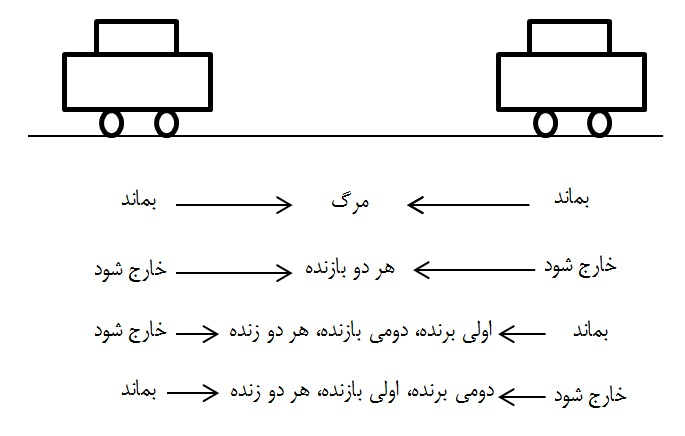 بماند مرگ بماند
خارج شود هر دو بازنده خارج شود
بماند اولی برنده، دومی بازنده، هر دو زنده خارج شود
خارج شود دومی برنده، اولی بازنده، هر دو زنده بماند